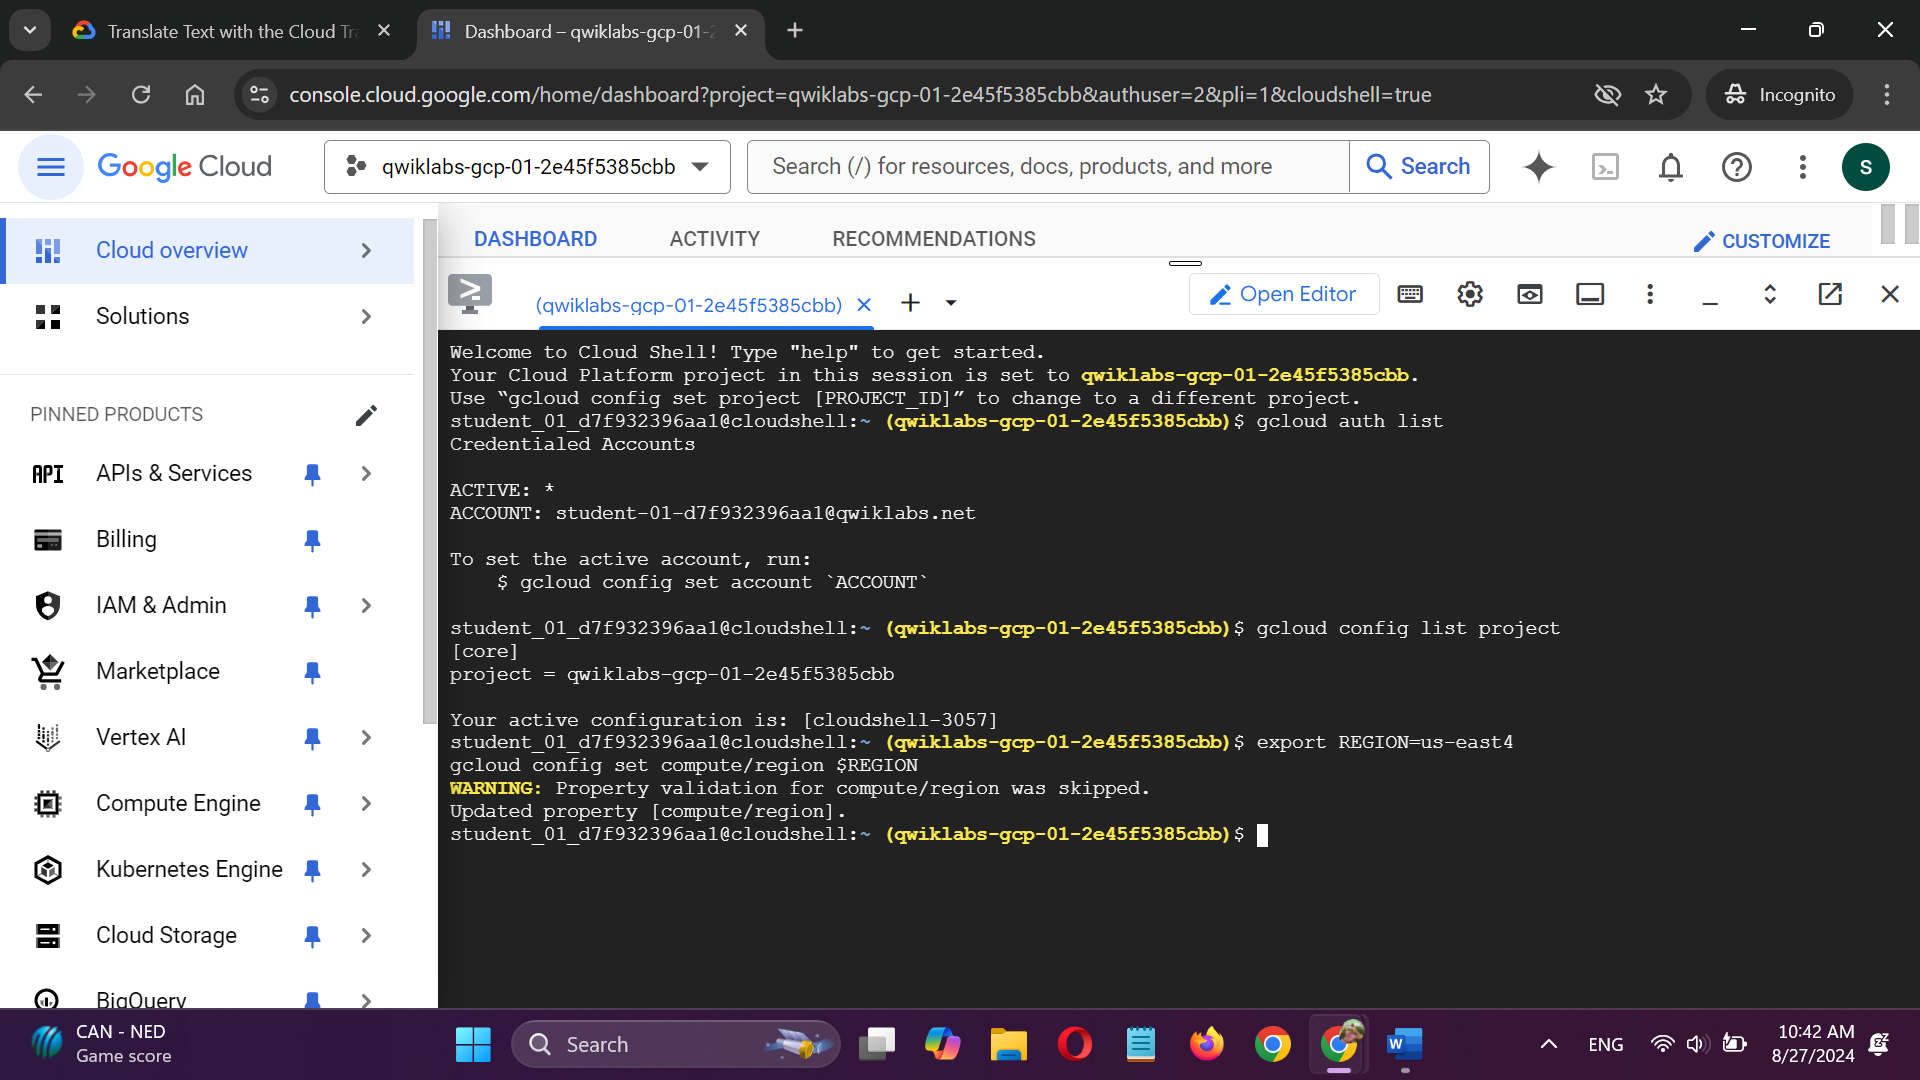 Translate Text with the Cloud Tr
Dashboard – qwiklabs-gcp-01-2
console.cloud.google.com/home/dashboard?project=qwiklabs-gcp-01-2e45f5385cbb&authuser=2&pli=1&cloudshell=true
Incognito
Google Cloud
qwiklabs-gcp-01-2e45f5385cbb
Search (/) for resources, docs, products, and more
Search
S
Cloud overview
Solutions
PINNED PRODUCTS
API
APIs & Services
Billing
IAM & Admin
Marketplace
Vertex AI
Compute Engine
Kubernetes Engine
Cloud Storage
BigQuery
DASHBOARD
ACTIVITY
RECOMMENDATIONS
CUSTOMIZE
(qwiklabs-gcp-01-2e45f5385cbb)
Open Editor
Welcome to Cloud Shell! Type "help" to get started.
Your Cloud Platform project in this session is set to qwiklabs-gcp-01-2e45f5385cbb.
Use “gcloud config set project [PROJECT_ID]” to change to a different project.
student_01_d7f932396aa1@cloudshell:~ (qwiklabs-gcp-01-2e45f5385cbb)$ gcloud auth list
Credentialed Accounts
ACTIVE: *
ACCOUNT: student-01-d7f932396aa1@qwiklabs.net
To set the active account, run:
$ gcloud config set account `ACCOUNT`
student_01_d7f932396aa1@cloudshell:~ (qwiklabs-gcp-01-2e45f5385cbb)$ gcloud config list project
[core]
project = qwiklabs-gcp-01-2e45f5385cbb
Your active configuration is: [cloudshell-3057]
student_01_d7f932396aa1@cloudshell:~ (qwiklabs-gcp-01-2e45f5385cbb)$ export REGION=us-east4
gcloud config set compute/region $REGION
WARNING: Property validation for compute/region was skipped.
Updated property [compute/region].
student_01_d7f932396aa1@cloudshell:~ (qwiklabs-gcp-01-2e45f5385cbb)$
CAN - NED
Game score
Search
W
ENG
10:42 AM
8/27/2024